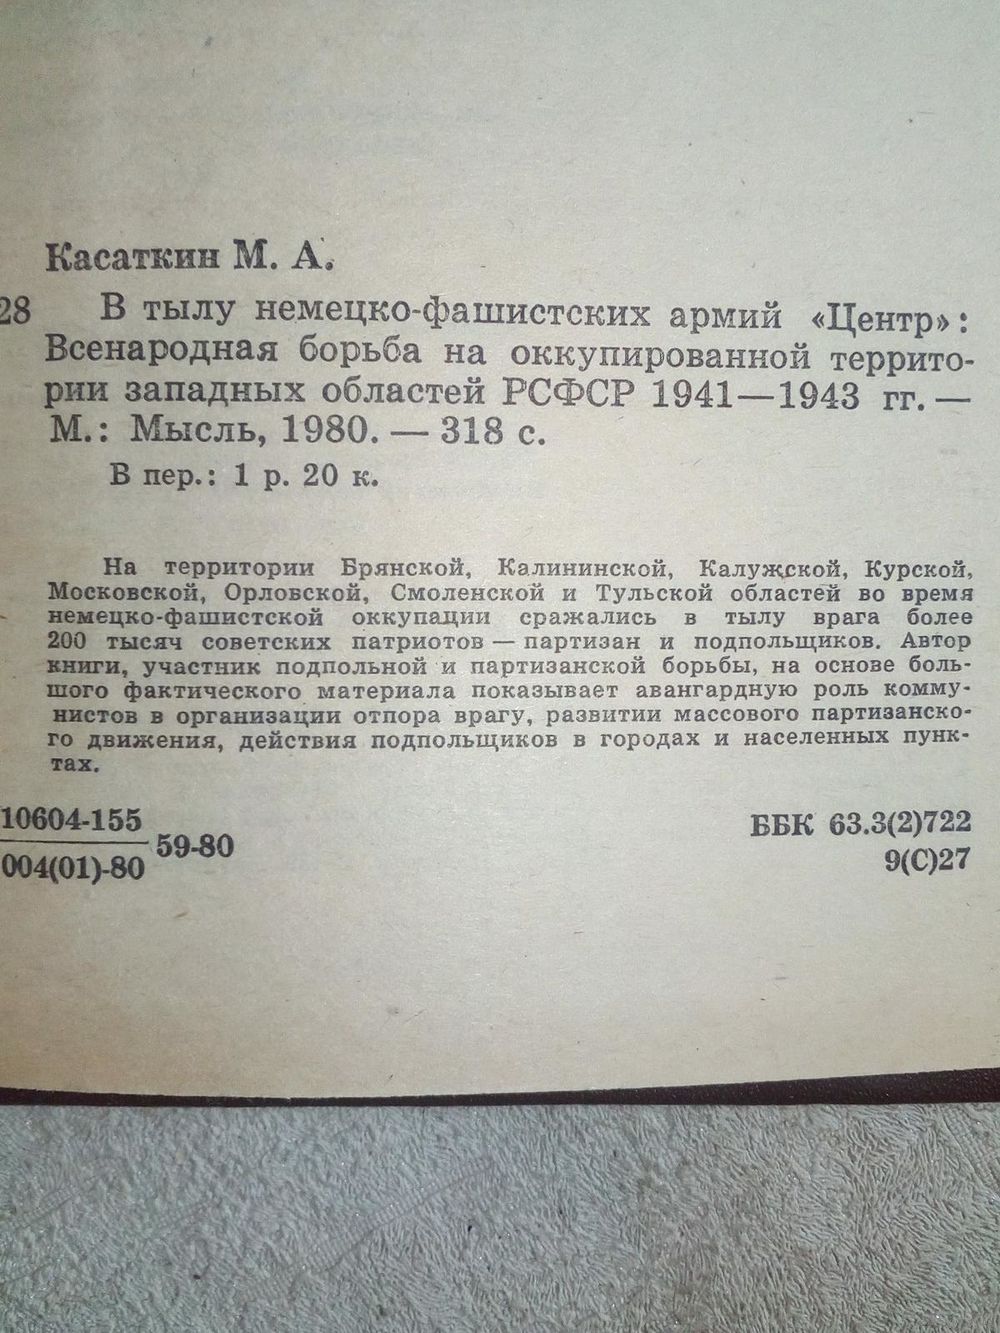 Касаткин М. А.
28 В тылу немецко-фашистских армий «Центр»:
Всенародная борьба на оккупированной террито-
рии западных областей РСФСР 1941—1943 гг. —
М.: Мысль, 1980. — 318 с.
В пер.: 1 р. 20 к.
На территории Брянской, Калининской, Калужской, Курской,
Московской, Орловской, Смоленской и Тульской областей во время
немецко-фашистской оккупации сражались в тылу врага более
200 тысяч советских патриотов — партизан и подпольщиков. Автор
книги, участник подпольной и партизанской борьбы, на основе боль-
шого фактического материала показывает авангардную роль комму-
нистов в организации отпора врагу, развитии массового партизанско-
го движения, действия подпольщиков в городах и населенных пунк-
тах.
10604-155
004(01)-80
59-80
ББК 63.3(2)722
9(С)27